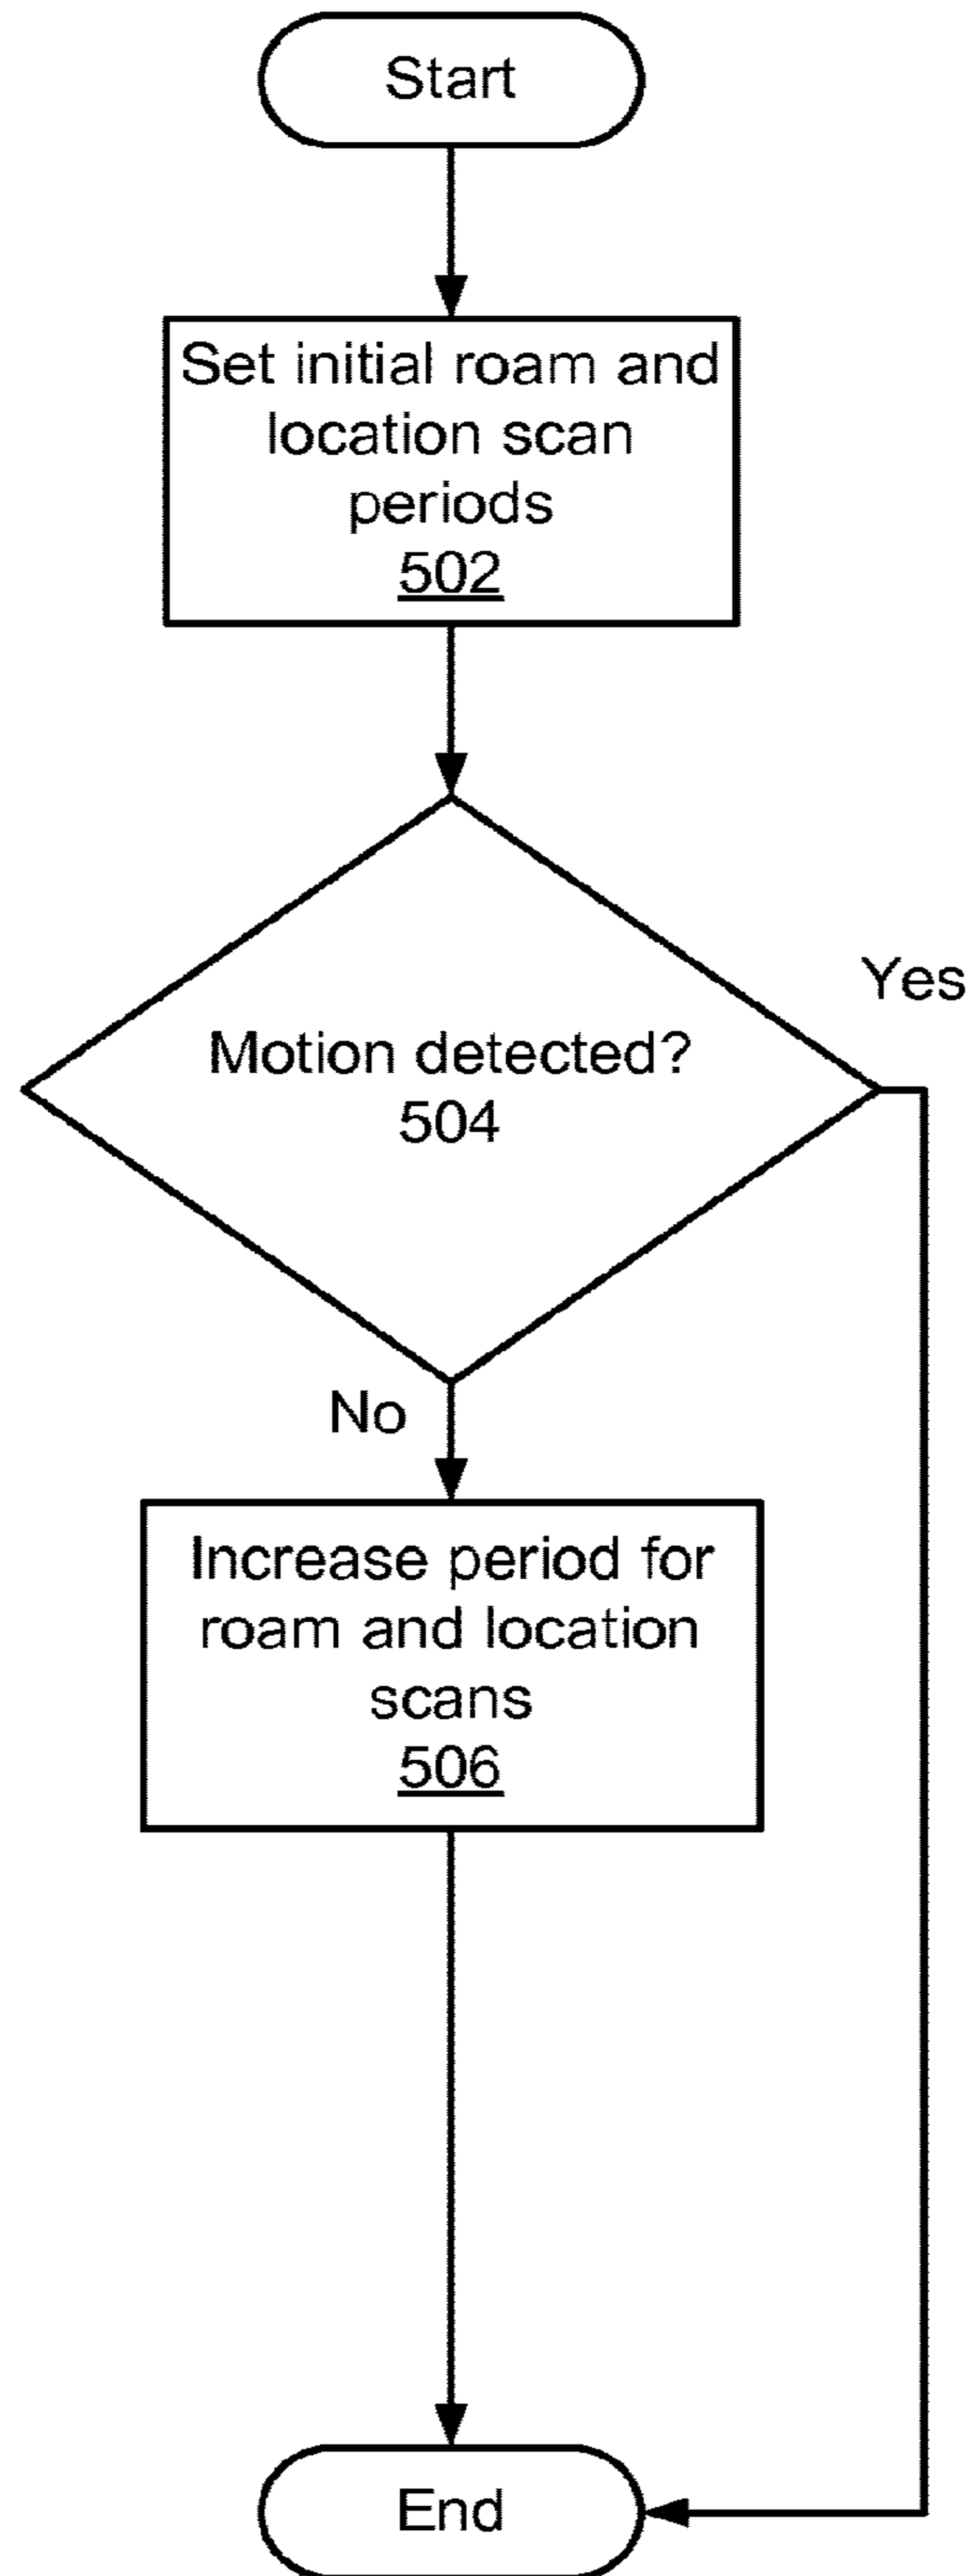 Start
Set initial roam and
location scan
periods
502
Motion detected?
504
Yes
No
Increase period for
roam and location
scans
506
End